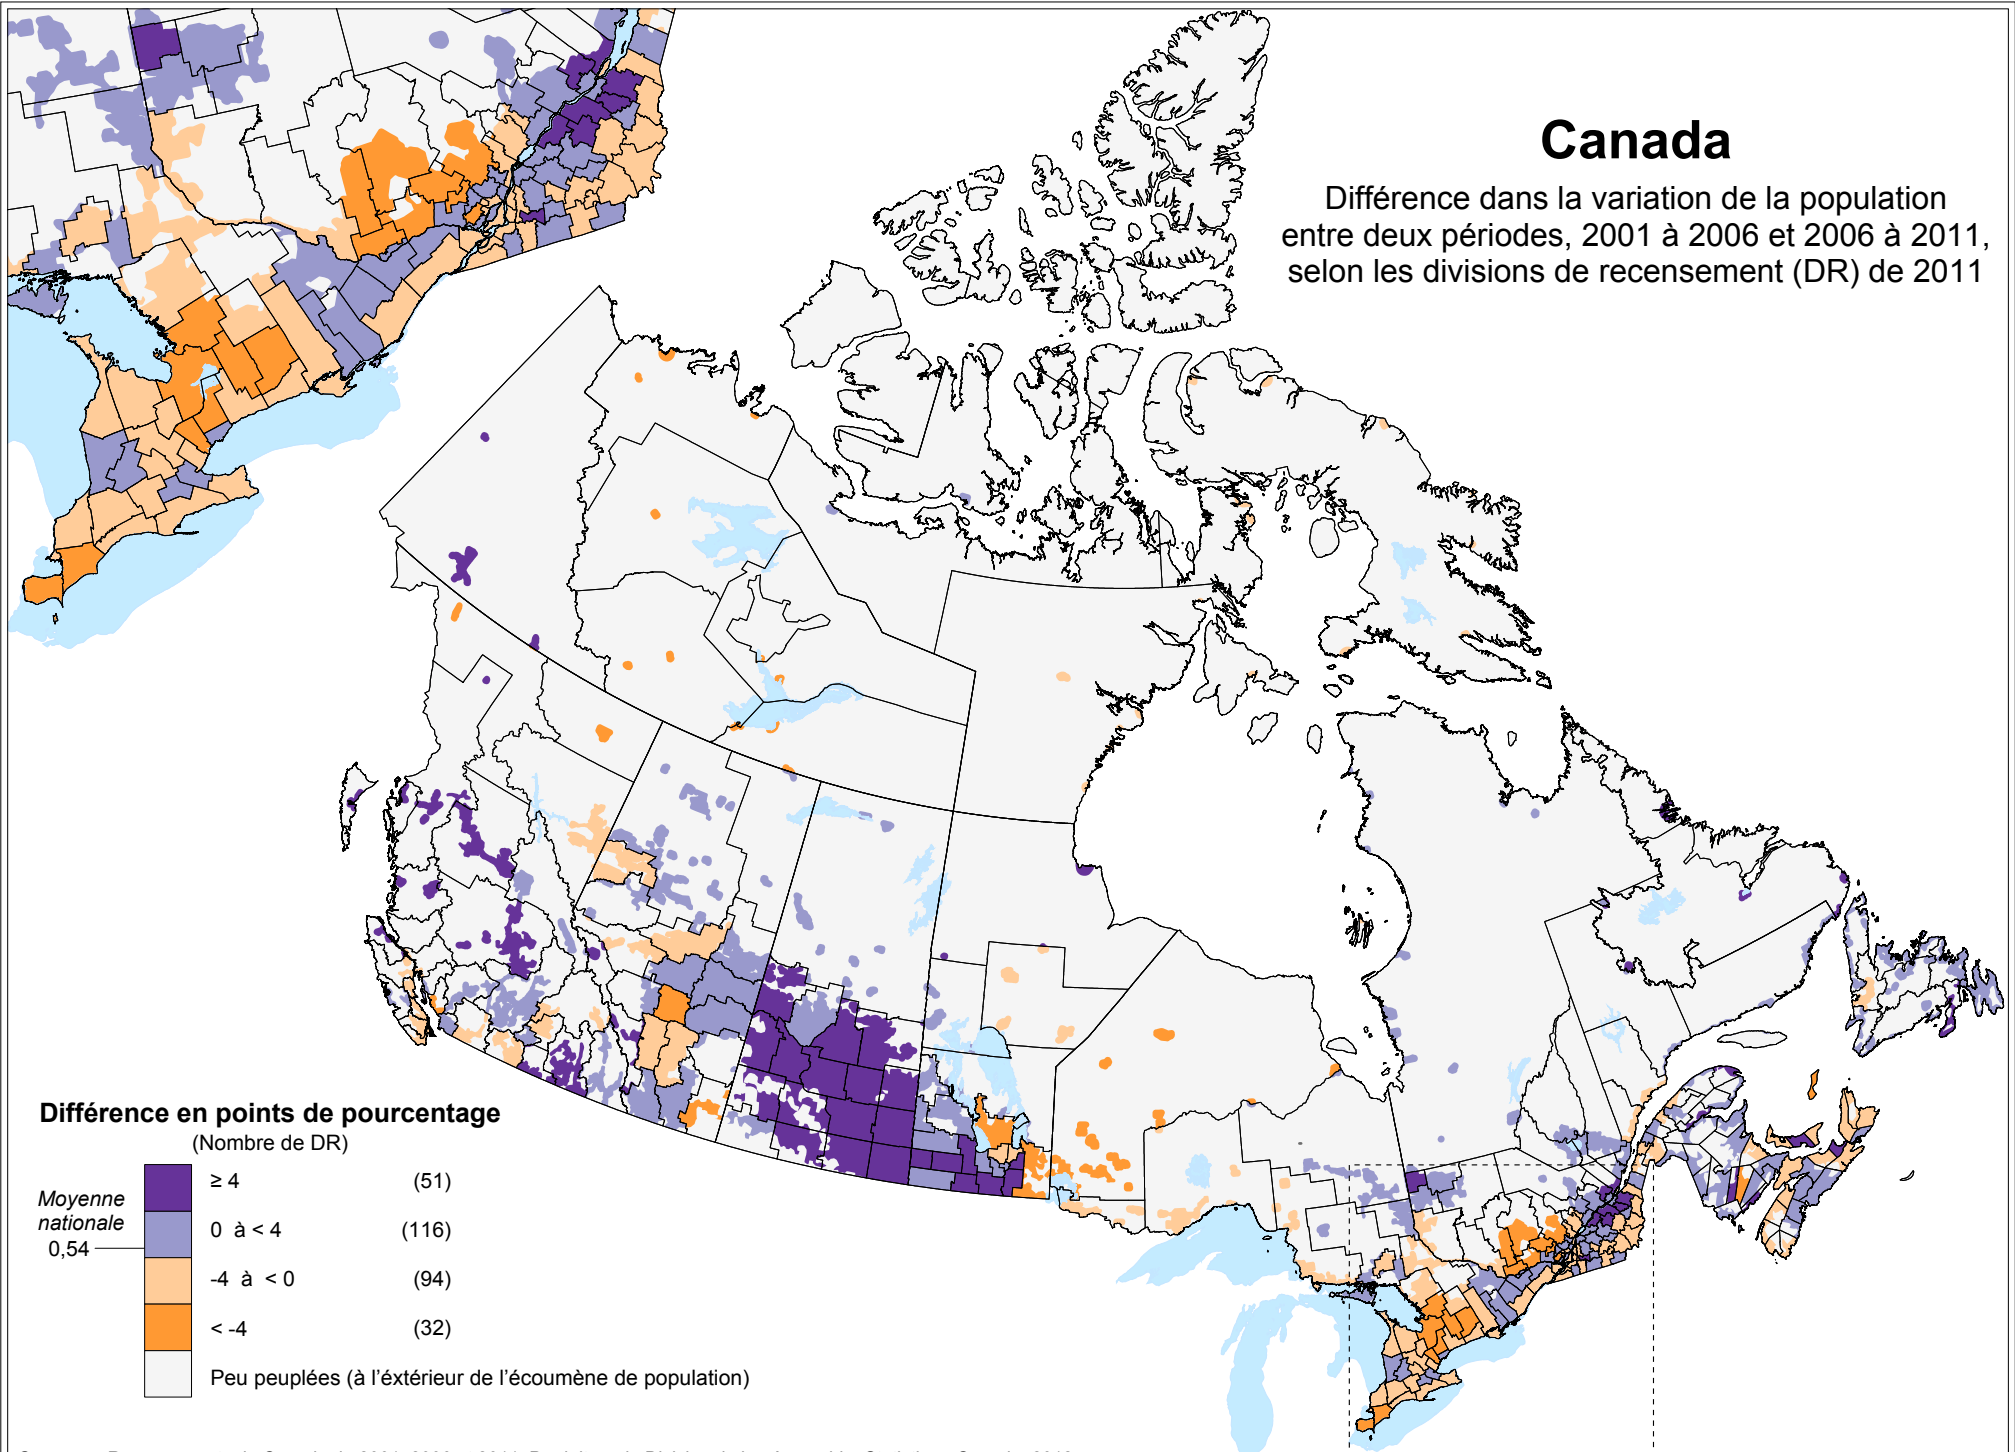 Canada
Différence dans la variation de la population
entre deux périodes, 2001 à 2006 et 2006 à 2011,
selon les divisions de recensement (DR) de 2011
Différence en points de pourcentage
(Nombre de DR)
Moyenne
nationale
0,54
≥ 4 (51)
0 à < 4 (116)
-4 à < 0 (94)
< -4 (32)
Peu peuplées (à l'éxtérieur de l'écoumène de population)